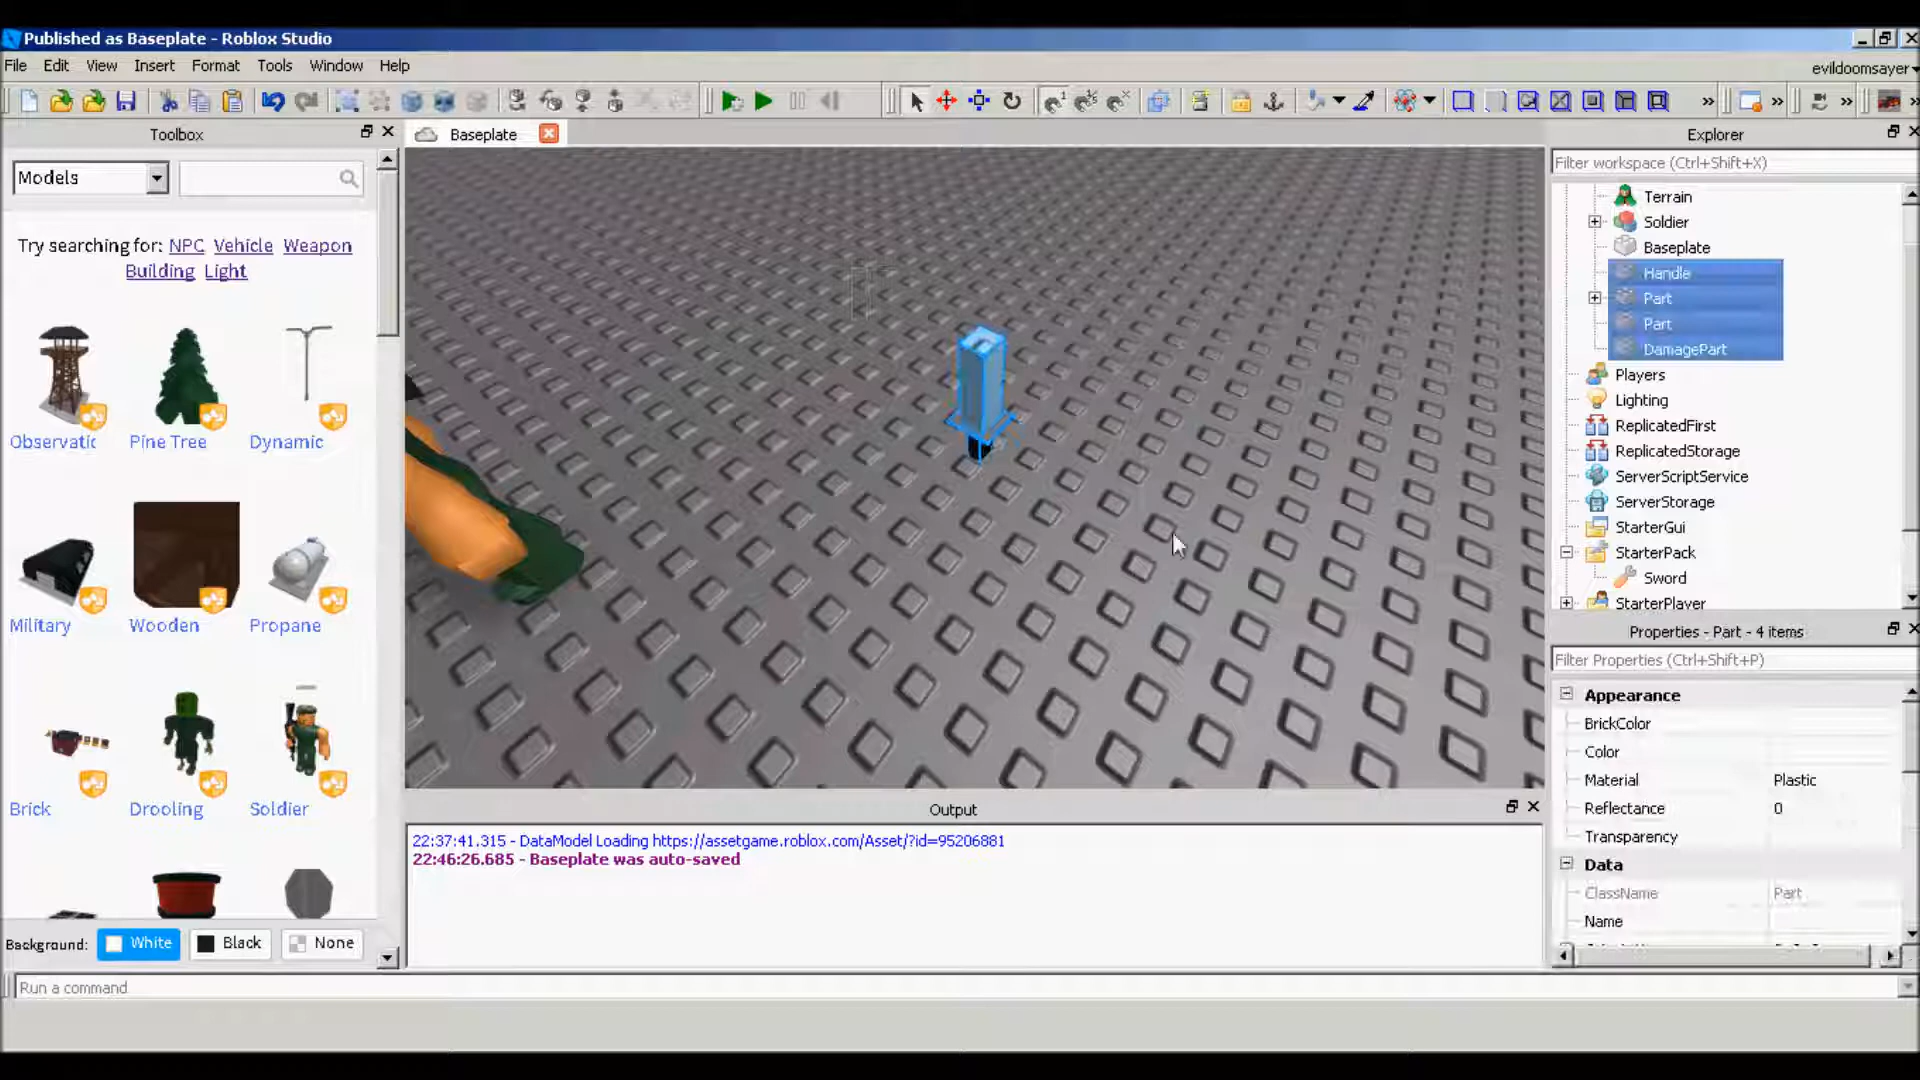 Published as Baseplate - Roblox Studio
File Edit View Insert Format Tools Window Help
evildoomsayer
Toolbox
Baseplate
Explorer
Models
Filter workspace (Ctrl+Shift+X)
Try searching for: NPC Vehicle Weapon
Building Light
Terrain
Soldier
Baseplate
Handle
Part
Part
DamagePart
Players
Lighting
ReplicatedFirst
ReplicatedStorage
ServerScriptService
ServerStorage
StarterGui
StarterPack
Sword
StarterPlayer
Observatic Pine Tree Dynamic
Military Wooden Propane
Brick Drooling Soldier
Background: White Black None
Properties - Part - 4 items
Filter Properties (Ctrl+Shift+P)
Appearance
BrickColor
Color
Material Plastic
Reflectance 0
Transparency
Data
ClassName Part
Name
Output
22:37:41.315 - DataModel Loading https://assetgame.roblox.com/Asset/?id=95206881
22:46:26.685 - Baseplate was auto-saved
Run a command